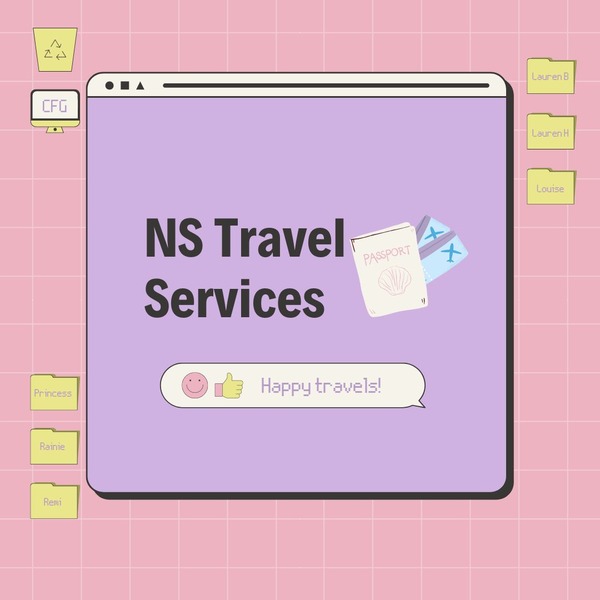 CFG
Lauren B
Lauren H
Louise
NS Travel
Services
PASSPORT
Happy travels!
Princess
Rainie
Remi